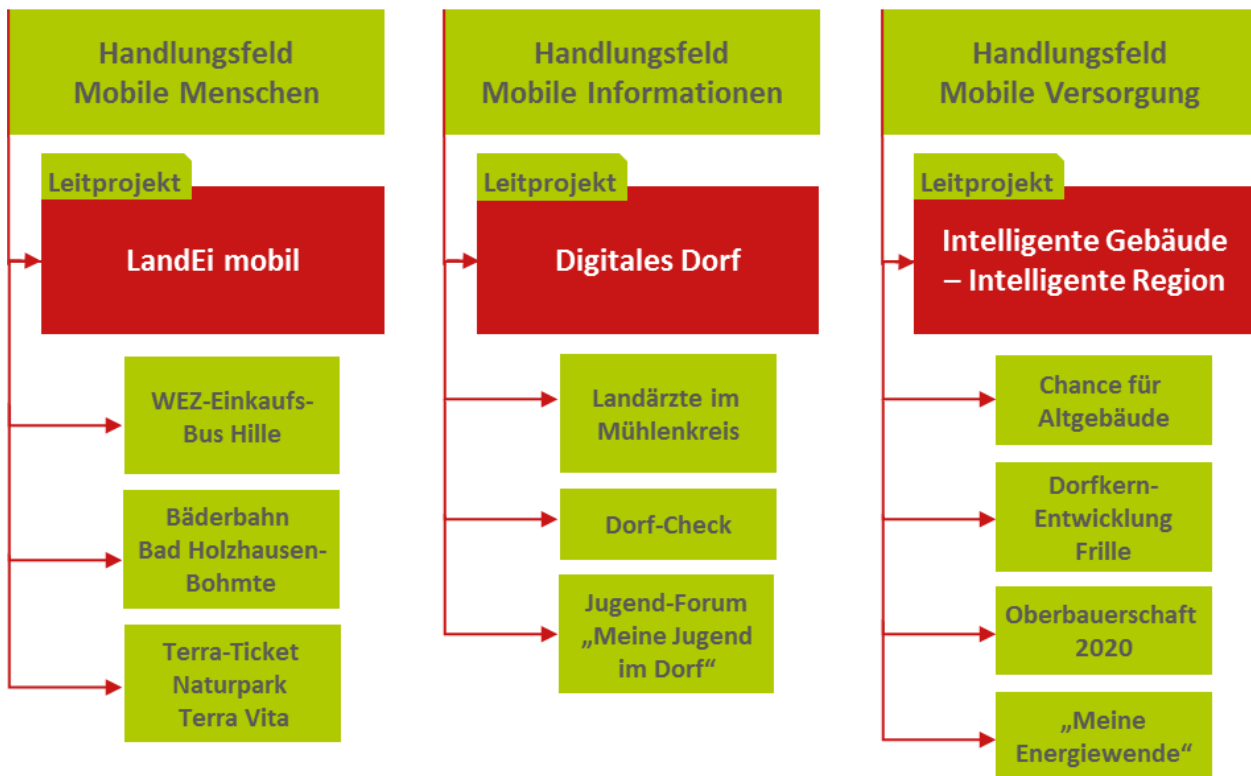 Handlungsfeld
Mobile Menschen
Leitprojekt
LandEi mobil
WEZ-Einkaufs-
Bus Hille
Bäderbahn
Bad Holzhausen-
Bohmte
Terra-Ticket
Naturpark
Terra Vita
Handlungsfeld
Mobile Informationen
Leitprojekt
Digitales Dorf
Landärzte im
Mühlenkreis
Dorf-Check
Jugend-Forum
„Meine Jugend
im Dorf“
Handlungsfeld
Mobile Versorgung
Leitprojekt
Intelligente Gebäude
– Intelligente Region
Chance für
Altgebäude
Dorfkern-
Entwicklung
Frille
Oberbauerschaft
2020
„Meine
Energiewende“